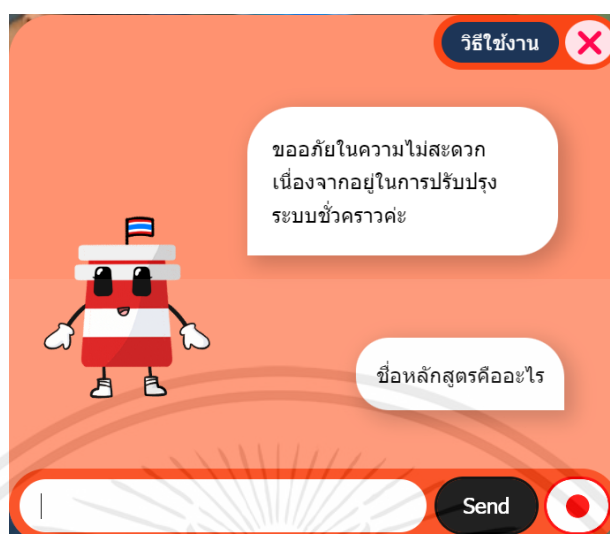 วิธีใช้งาน
ขออภัยในความไม่สะดวก
เนื่องจากอยู่ในการปรับปรุง
ระบบชั่วคราวค่ะ
ชื่อหลักสูตรคืออะไร
Send